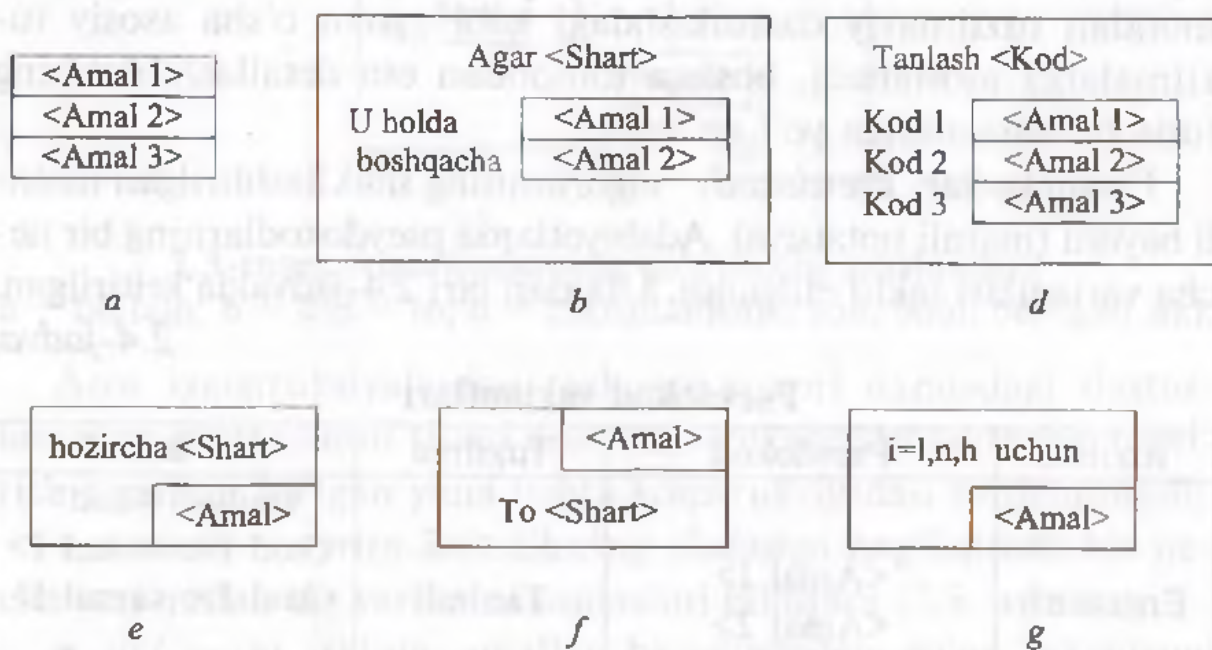 <Amal 1>
<Amal 2>
<Amal 3>
a
Agar <Shart>
U holda <Amal 1>
boshqacha <Amal 2>
b
Tanlash <Kod>
Kod 1 <Amal 1>
Kod 2 <Amal 2>
Kod 3 <Amal 3>
d
hozircha <Shart>
<Amal>
e
<Amal>
To <Shart>
f
i=1,n,h uchun
<Amal>
g